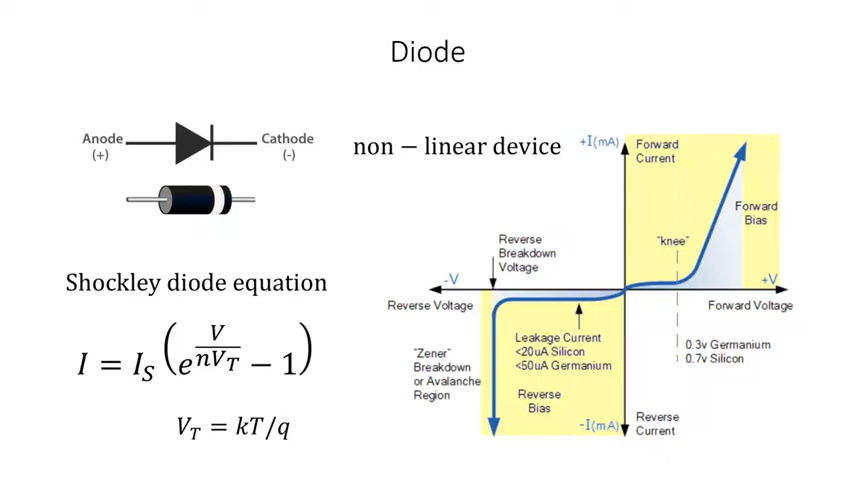 Diode
Anode
(+)
Cathode
(-)
non − linear device
Shockley diode equation
I = I_S (e^{V/nV_T} − 1)
V_T = kT/q
+I(mA)
Forward
Current
Forward
Bias
"knee"
Reverse
Breakdown
Voltage
-V
+V
Reverse Voltage
Forward Voltage
Leakage Current
<20uA Silicon
<50uA Germanium
0.3v Germanium
0.7v Silicon
"Zener"
Breakdown
or Avalanche
Region
Reverse
Bias
-I(mA)
Reverse
Current